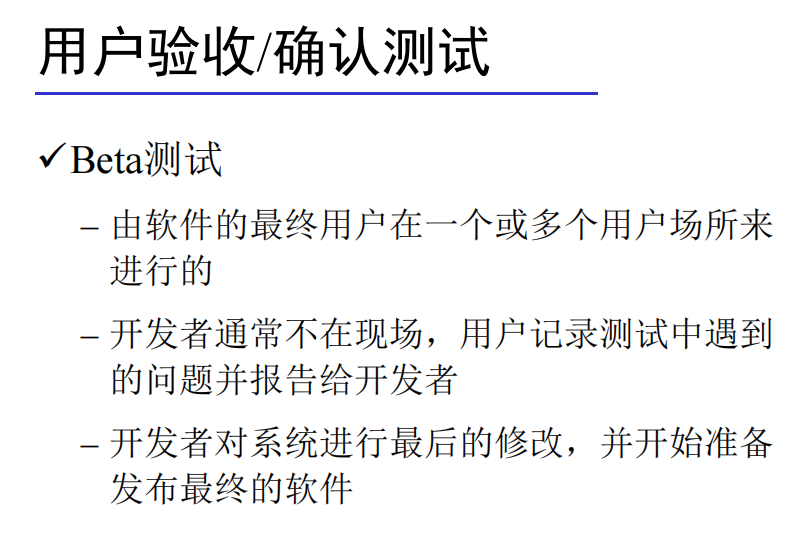 用户验收/确认测试
✓Beta测试
– 由软件的最终用户在一个或多个用户场所来
进行的
– 开发者通常不在现场，用户记录测试中遇到
的问题并报告给开发者
– 开发者对系统进行最后的修改，并开始准备
发布最终的软件